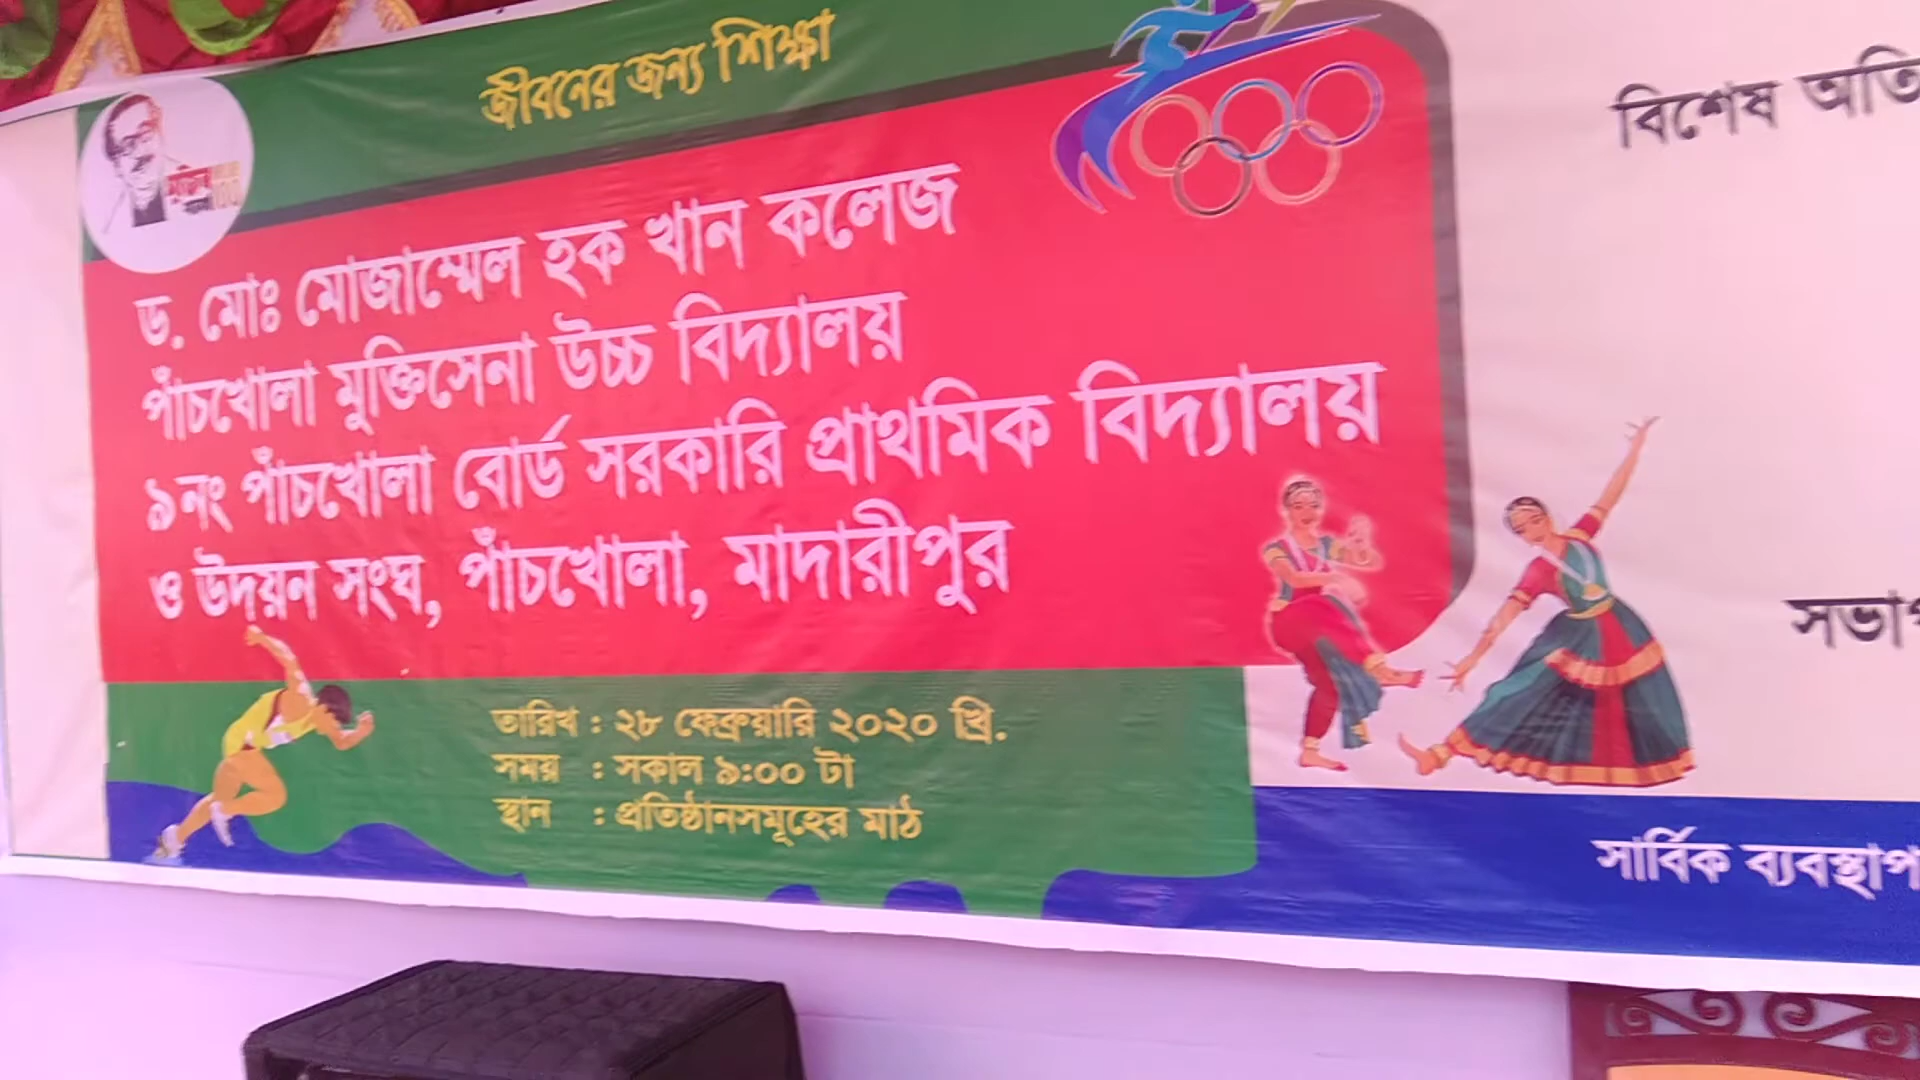 জীবনের জন্য শিক্ষা
ড. মোঃ মোজাম্মেল হক খান কলেজ
পাঁচখোলা মুক্তিসেনা উচ্চ বিদ্যালয়
৯নং পাঁচখোলা বোর্ড সরকারি প্রাথমিক বিদ্যালয়
ও উদয়ন সংঘ, পাঁচখোলা, মাদারীপুর
তারিখ : ২৮ ফেব্রুয়ারি ২০২০ খ্রি.
সময় : সকাল ৯:০০ টা
স্থান : প্রতিষ্ঠানসমূহের মাঠ
বিশেষ অতি
সভাপ
সার্বিক ব্যবস্থাপ